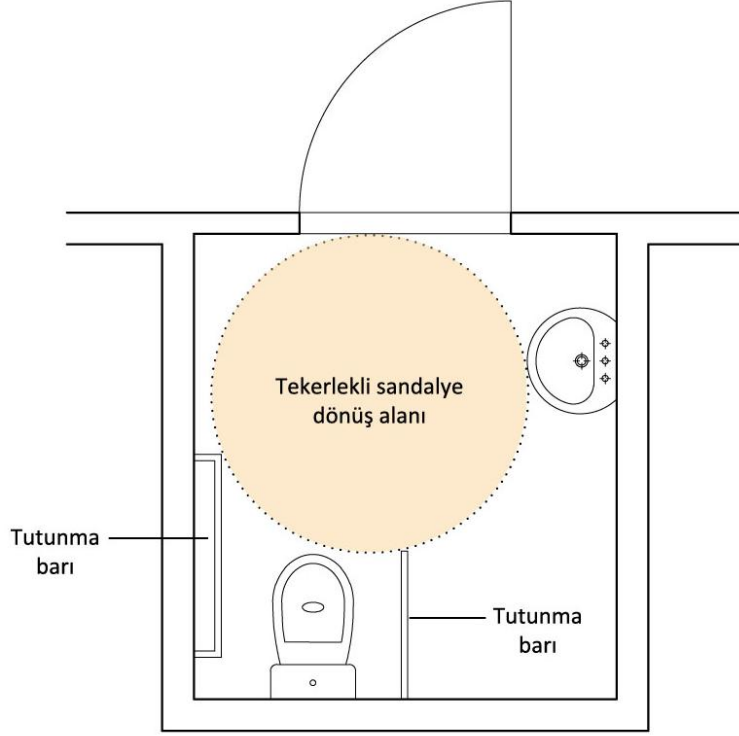 Tekerlekli sandalye
dönüş alanı
Tutunma
barı
Tutunma
barı